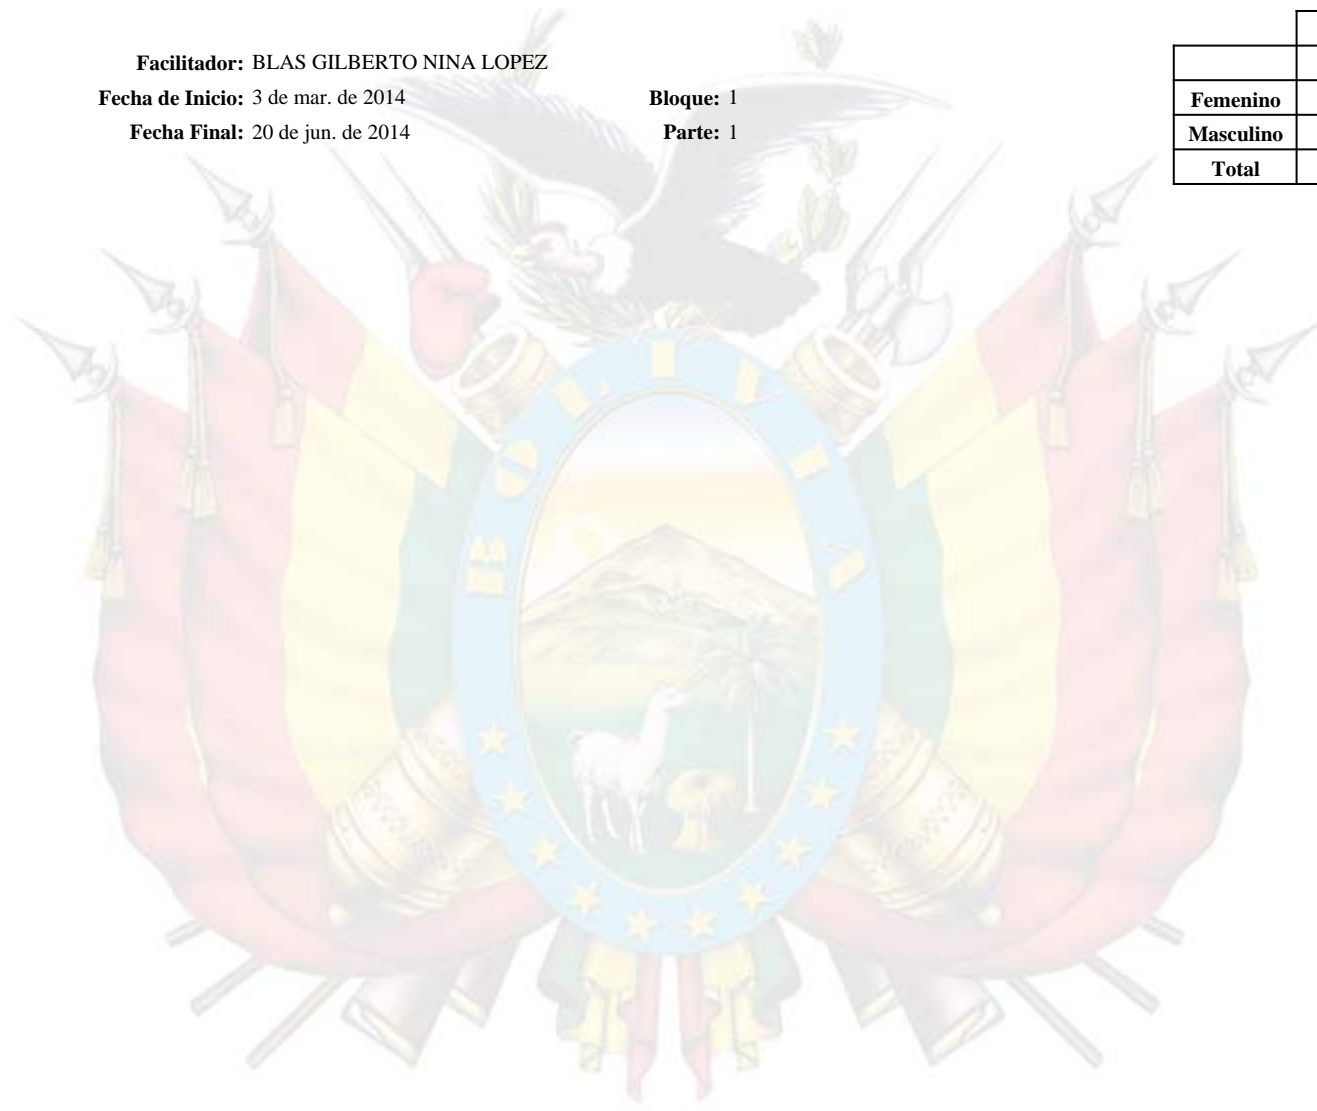 Facilitador: BLAS GILBERTO NINA LOPEZ
Fecha de Inicio: 3 de mar. de 2014 Bloque: 1
Fecha Final: 20 de jun. de 2014 Parte: 1
Femenino
Masculino
Total
BOLIVIA